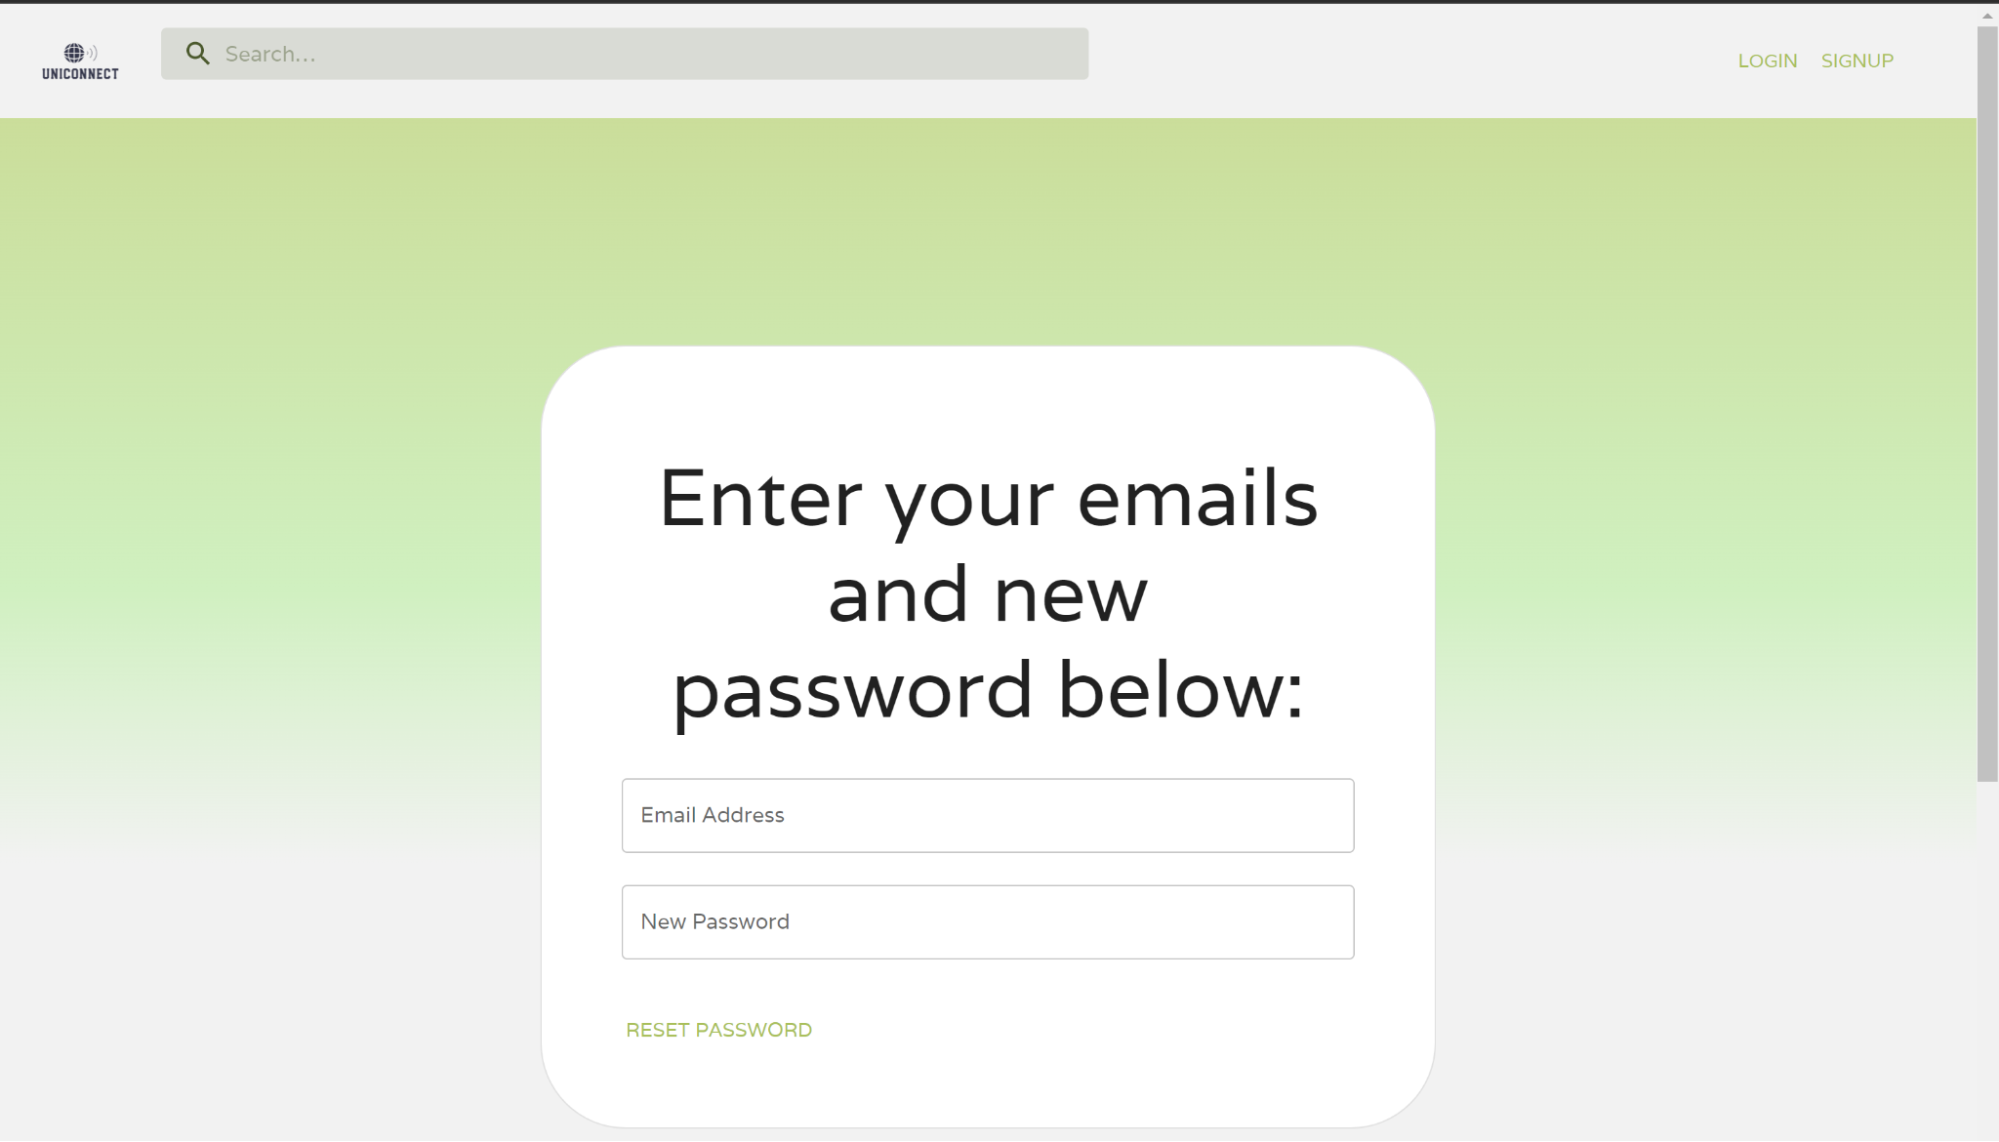 UNICONNECT
Search...
LOGIN SIGNUP
Enter your emails
and new
password below:
Email Address
New Password
RESET PASSWORD